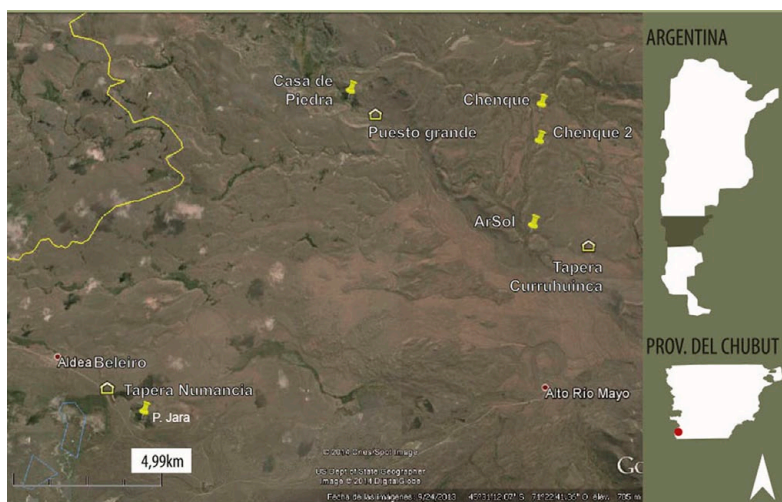 Casa de
Piedra
Puesto grande
Chenque
Chenque 2
ArSol
Tapera
Curruhuinca
Aldea Beleiro
Tapera Numancia
P. Jara
Alto Rio Mayo
4,99km
© 2014 Cnes/Spot Image
US Dept of State Geographer
Image © 2014 DigitalGlobe
Fecha de las imágenes: 9/24/2013
ARGENTINA
PROV. DEL CHUBUT